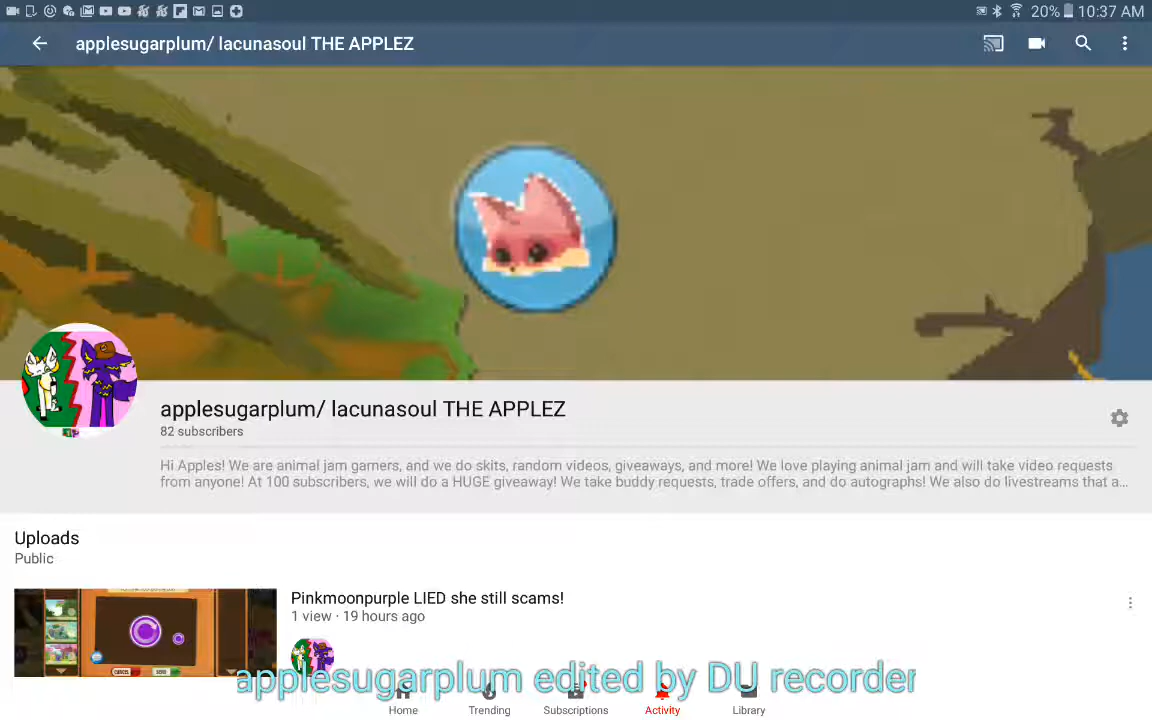 20% 10:37 AM
applesugarplum/ lacunasoul THE APPLEZ
applesugarplum/ lacunasoul THE APPLEZ
82 subscribers
Hi Apples! We are animal jam gamers, and we do skits, random videos, giveaways, and more! We love playing animal jam and will take video requests
from anyone! At 100 subscribers, we will do a HUGE giveaway! We take buddy requests, trade offers, and do autographs! We also do livestreams that a...
Uploads
Public
Pinkmoonpurple LIED she still scams!
1 view · 19 hours ago
applesugarplum edited by DU recorder
Home Trending Subscriptions Activity Library